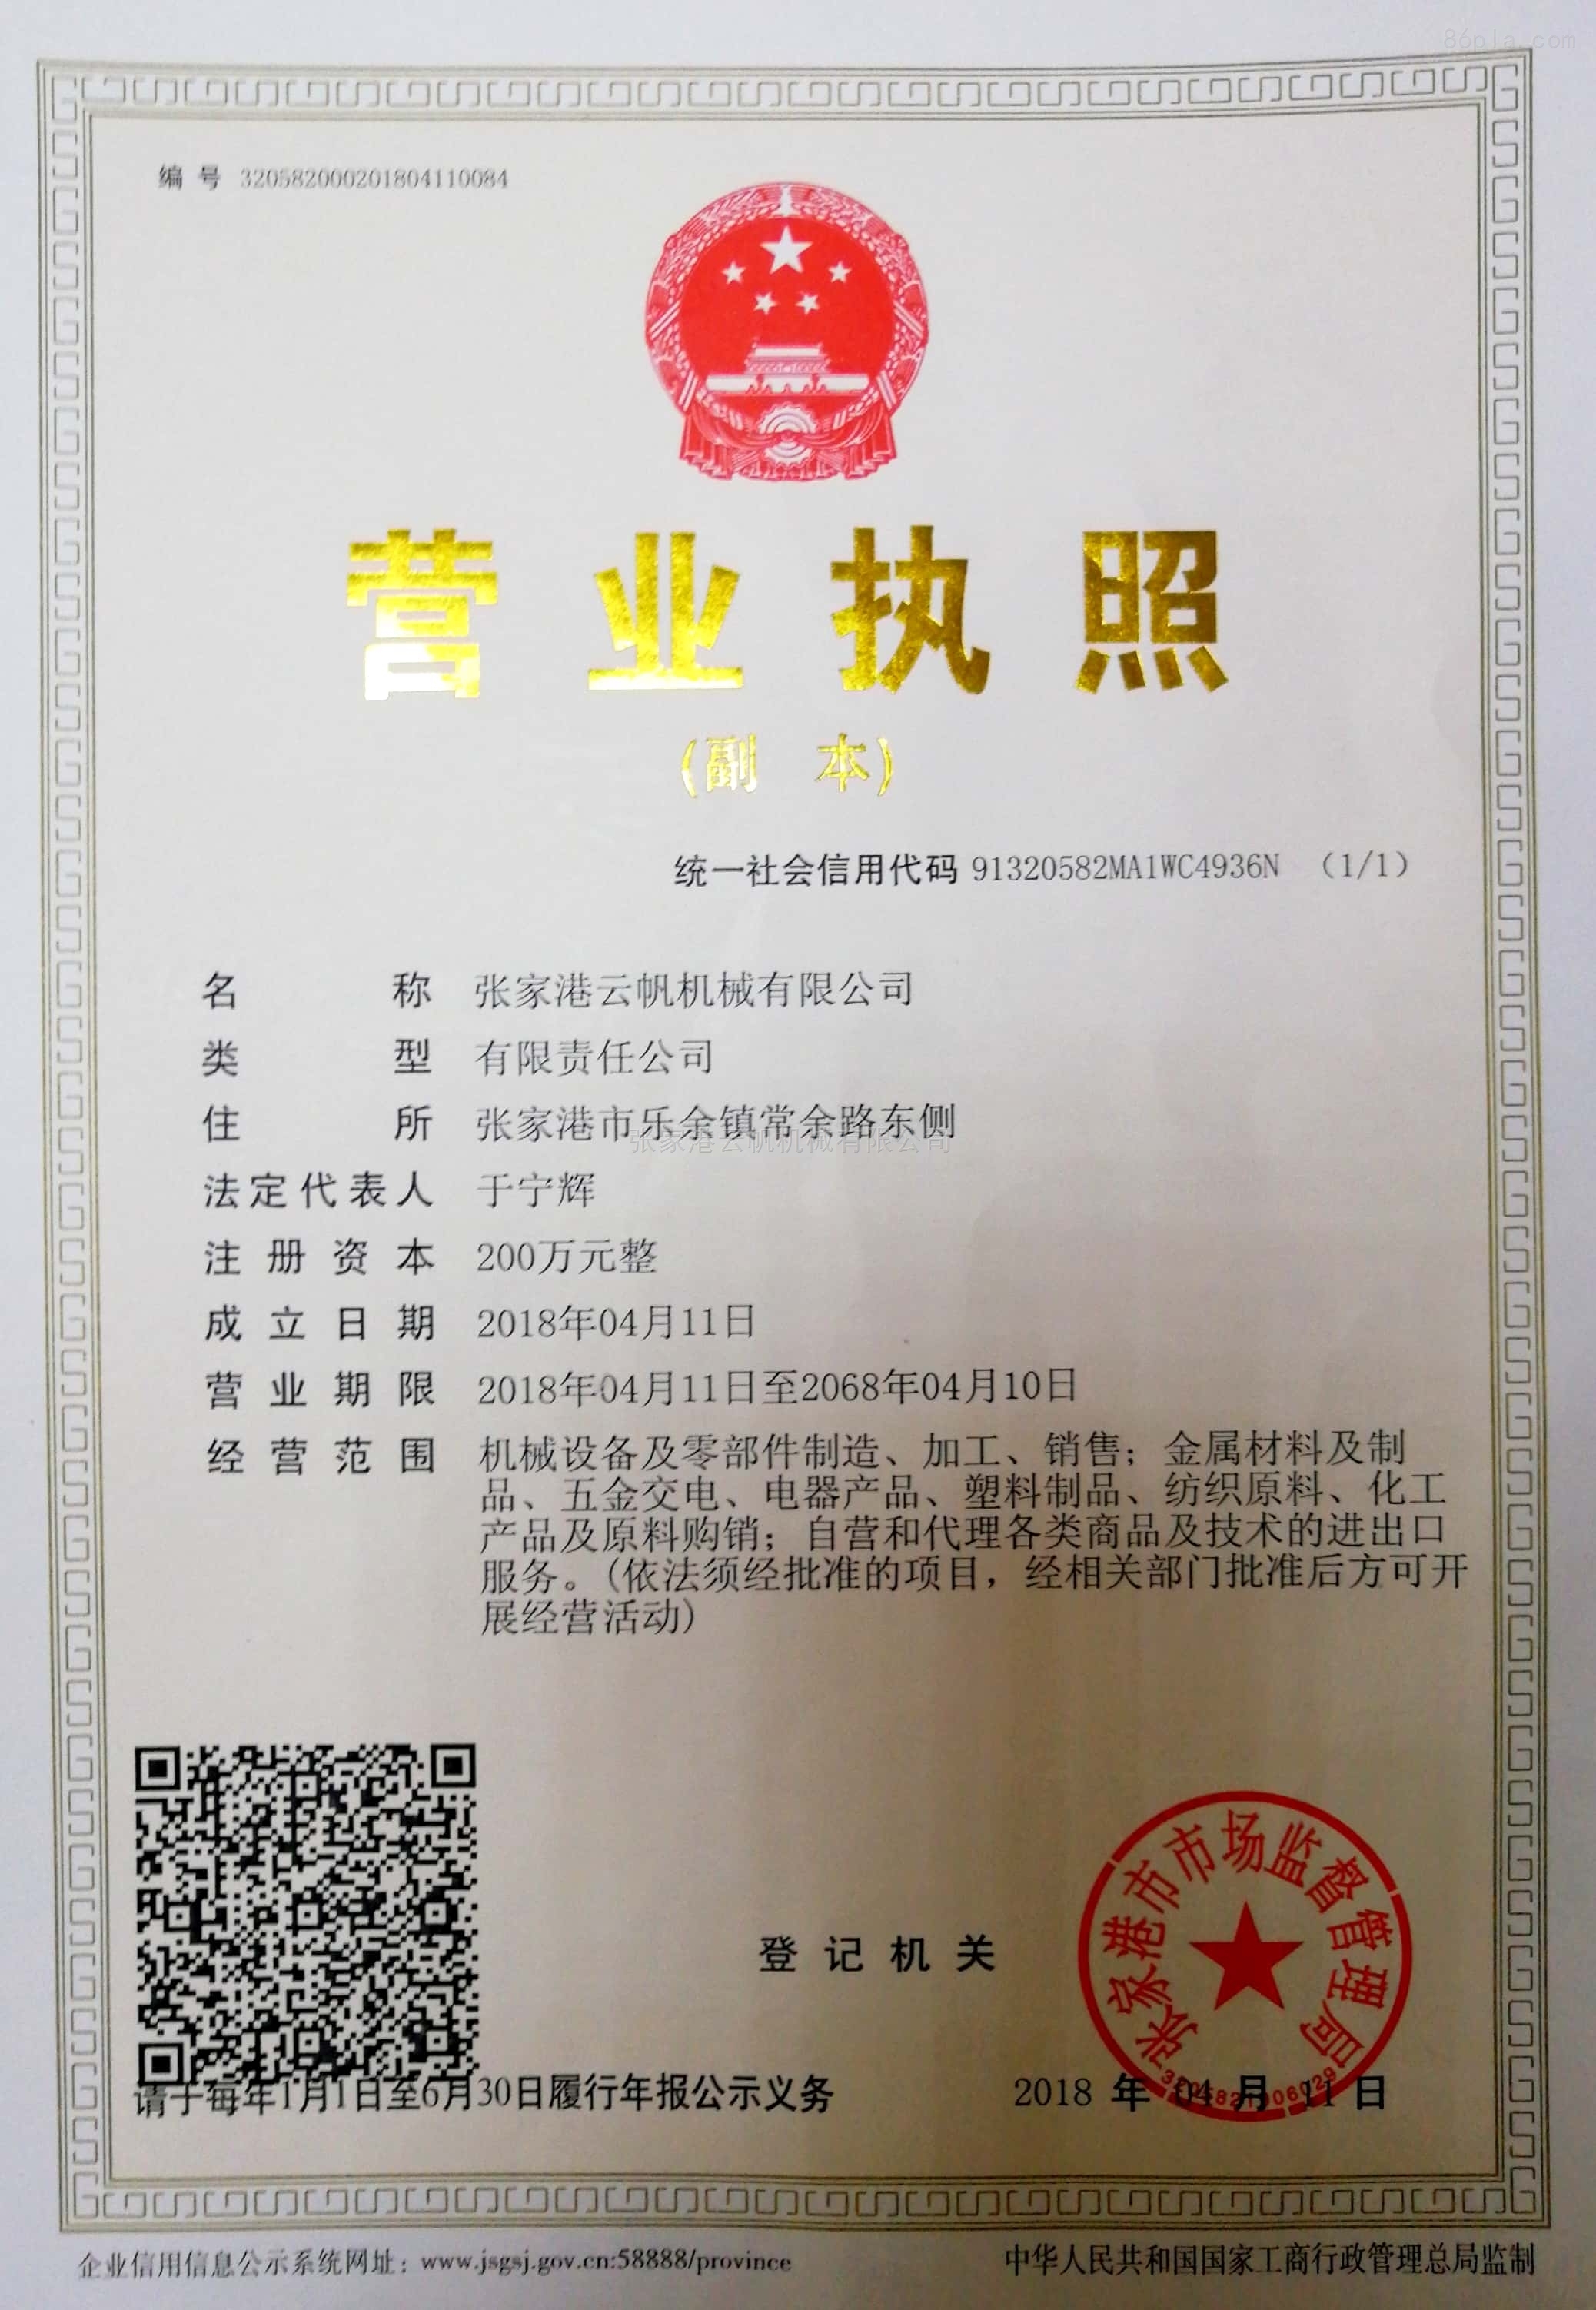 86pla.com
编 号 320582000201804110084
营业执照
(副 本)
统一社会信用代码 91320582MA1WC4936N （1/1）
名 称 张家港云帆机械有限公司
类 型 有限责任公司
住 所 张家港市乐余镇常余路东侧
张家港云帆机械有限公司
法定代表人 于宁辉
注册资本 200万元整
成立日期 2018年04月11日
营业期限 2018年04月11日至2068年04月10日
经营范围 机械设备及零部件制造、加工、销售；金属材料及制
品、五金交电、电器产品、塑料制品、纺织原料、化工
产品及原料购销；自营和代理各类商品及技术的进出口
服务。(依法须经批准的项目，经相关部门批准后方可开
展经营活动)
张家港市市场监督管理局
登记机关
请于每年1月1日至6月30日履行年报公示义务
2018 年 04 月 11 日
企业信用信息公示系统网址：www.jsgsj.gov.cn:58888/province
中华人民共和国国家工商行政管理总局监制